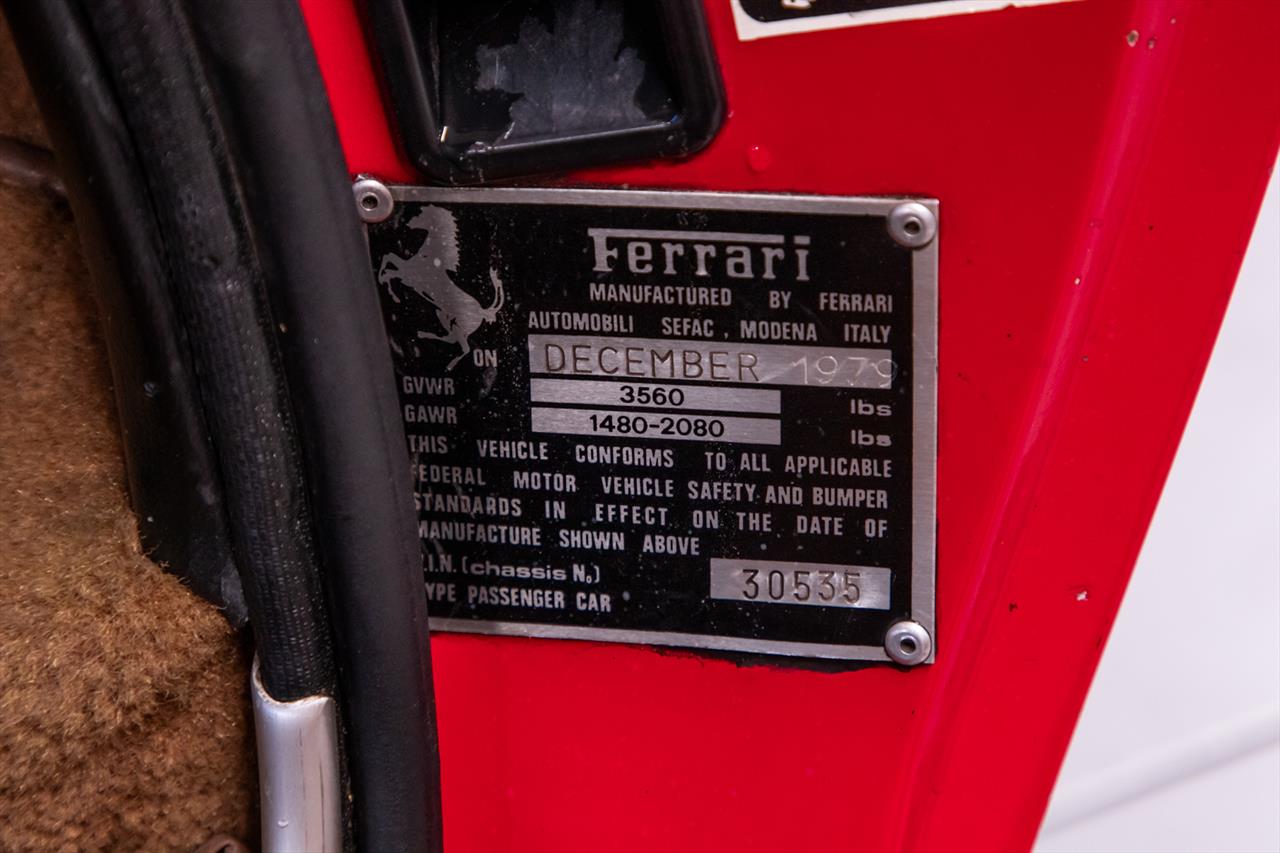 Ferrari
MANUFACTURED BY FERRARI
AUTOMOBILI SEFAC, MODENA ITALY
ON DECEMBER 1979
GVWR 3560 lbs
GAWR 1480-2080 lbs
THIS VEHICLE CONFORMS TO ALL APPLICABLE
FEDERAL MOTOR VEHICLE SAFETY AND BUMPER
STANDARDS IN EFFECT ON THE DATE OF
MANUFACTURE SHOWN ABOVE
.I.N. (chassis No) 30535
TYPE PASSENGER CAR